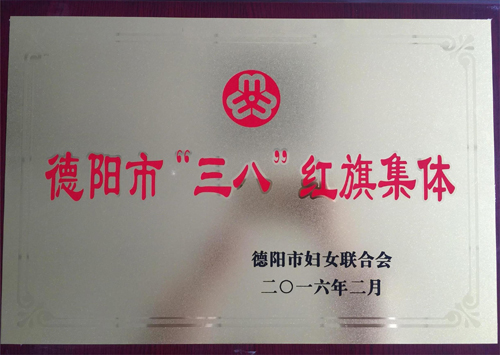 德阳市“三八”红旗集体
德阳市妇女联合会
二〇一六年二月